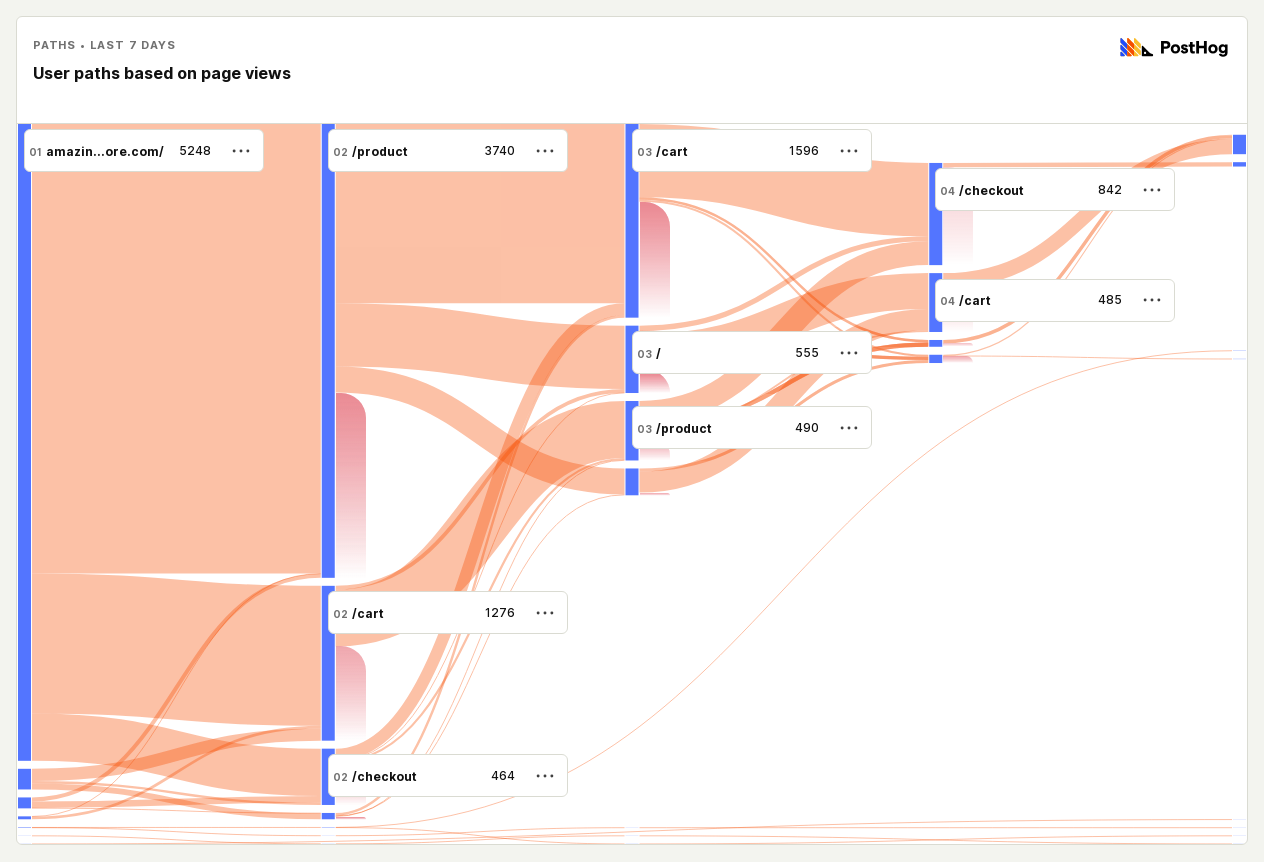 PATHS • LAST 7 DAYS
PostHog
User paths based on page views
01 amazin...ore.com/ 5248
02 /product 3740
03 /cart 1596
04 /checkout 842
04 /cart 485
03 / 555
03 /product 490
02 /cart 1276
02 /checkout 464